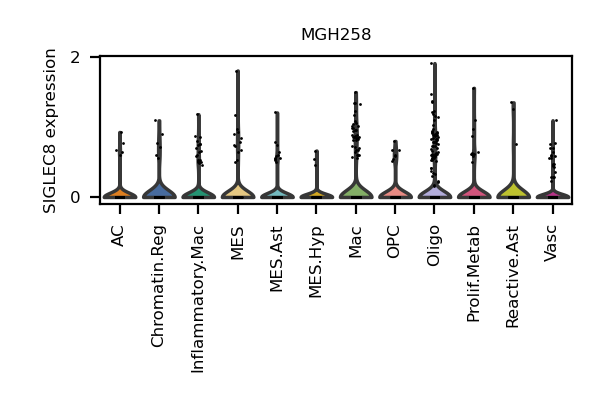 MGH258
SIGLEC8 expression
2
0
AC
Chromatin.Reg
Inflammatory.Mac
MES
MES.Ast
MES.Hyp
Mac
OPC
Oligo
Prolif.Metab
Reactive.Ast
Vasc